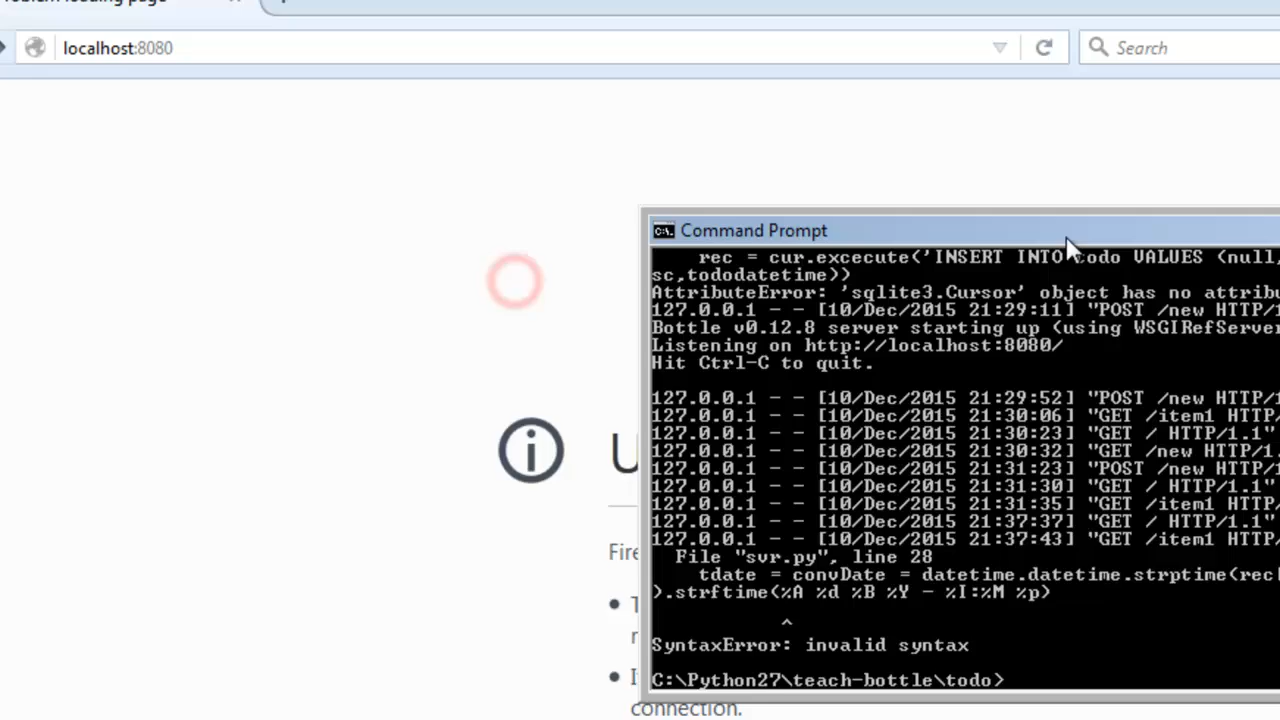 localhost:8080
Search
Command Prompt
rec = cur.excecute('INSERT INTO todo VALUES (null,
sc,tododatetime))
AttributeError: 'sqlite3.Cursor' object has no attribu
127.0.0.1 - - [10/Dec/2015 21:29:11] "POST /new HTTP/1
Bottle v0.12.8 server starting up (using WSGIRefServer
Listening on http://localhost:8080/
Hit Ctrl-C to quit.
127.0.0.1 - - [10/Dec/2015 21:29:52] "POST /new HTTP/1
127.0.0.1 - - [10/Dec/2015 21:30:06] "GET /item1 HTTP/
127.0.0.1 - - [10/Dec/2015 21:30:23] "GET / HTTP/1.1"
127.0.0.1 - - [10/Dec/2015 21:30:32] "GET /new HTTP/1.
127.0.0.1 - - [10/Dec/2015 21:31:23] "POST /new HTTP/1
127.0.0.1 - - [10/Dec/2015 21:31:30] "GET / HTTP/1.1"
127.0.0.1 - - [10/Dec/2015 21:31:35] "GET /item1 HTTP/
127.0.0.1 - - [10/Dec/2015 21:37:37] "GET / HTTP/1.1"
127.0.0.1 - - [10/Dec/2015 21:37:43] "GET /item1 HTTP/
File "svr.py", line 28
tdate = convDate = datetime.datetime.strptime(rec[
).strftime(%A %d %B %Y - %I:%M %p)
^
SyntaxError: invalid syntax
C:\Python27\teach-bottle\todo>
U
Fire
connection.